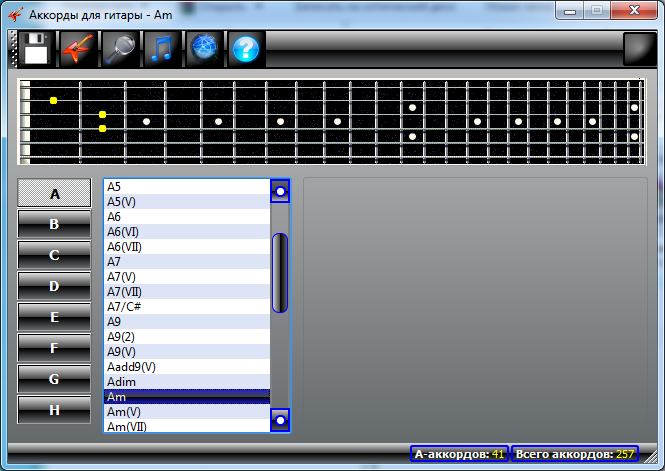 Аккорды для гитары - Am
A
B
C
D
E
F
G
H
A5
A5(V)
A6
A6(VI)
A6(VII)
A7
A7(V)
A7(VII)
A7/C#
A9
A9(2)
A9(V)
Aadd9(V)
Adim
Am
Am(V)
Am(VII)
A-аккордов: 41
Всего аккордов: 257